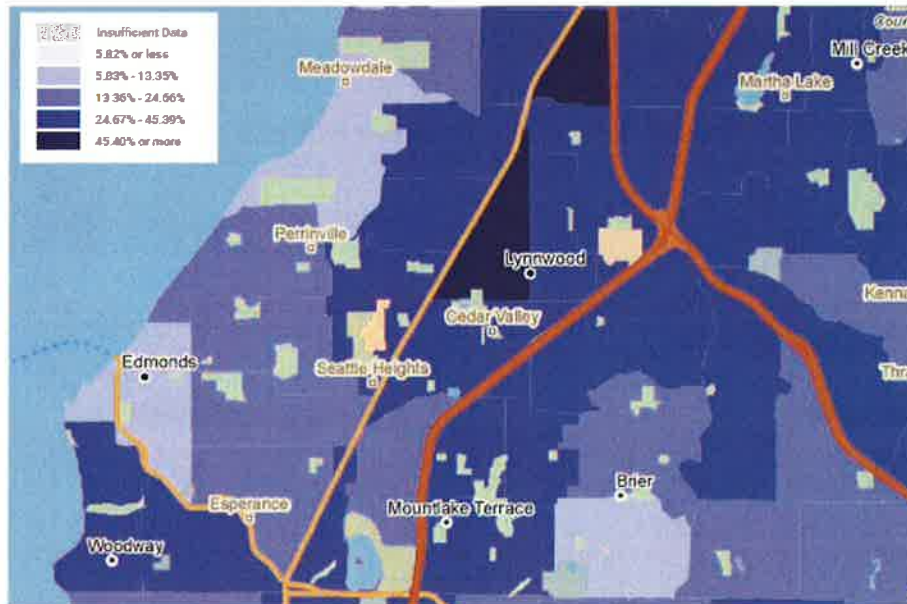 Insufficient Data
5.82% or less
5.83% - 13.35%
13.36% - 24.66%
24.67% - 45.39%
45.40% or more
Mill Creek
Meadowdale
Martha Lake
Perrinville
Lynnwood
Kenna
Cedar Valley
Edmonds
Seattle Heights
Thra
Brier
Esperance
Mountlake Terrace
Woodway